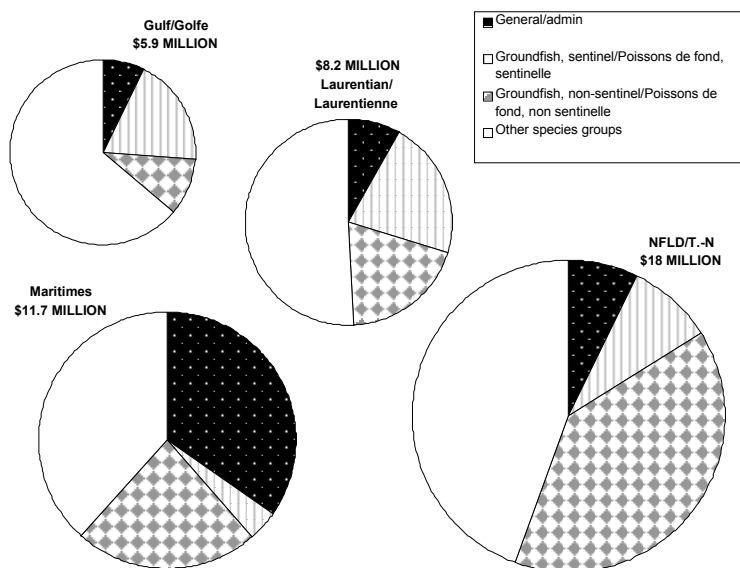 Gulf/Golfe
$5.9 MILLION
$8.2 MILLION
Laurentian/
Laurentienne
General/admin
Groundfish, sentinel/Poissons de fond,
sentinelle
Groundfish, non-sentinel/Poissons de
fond, non sentinelle
Other species groups
NFLD/T.-N
$18 MILLION
Maritimes
$11.7 MILLION